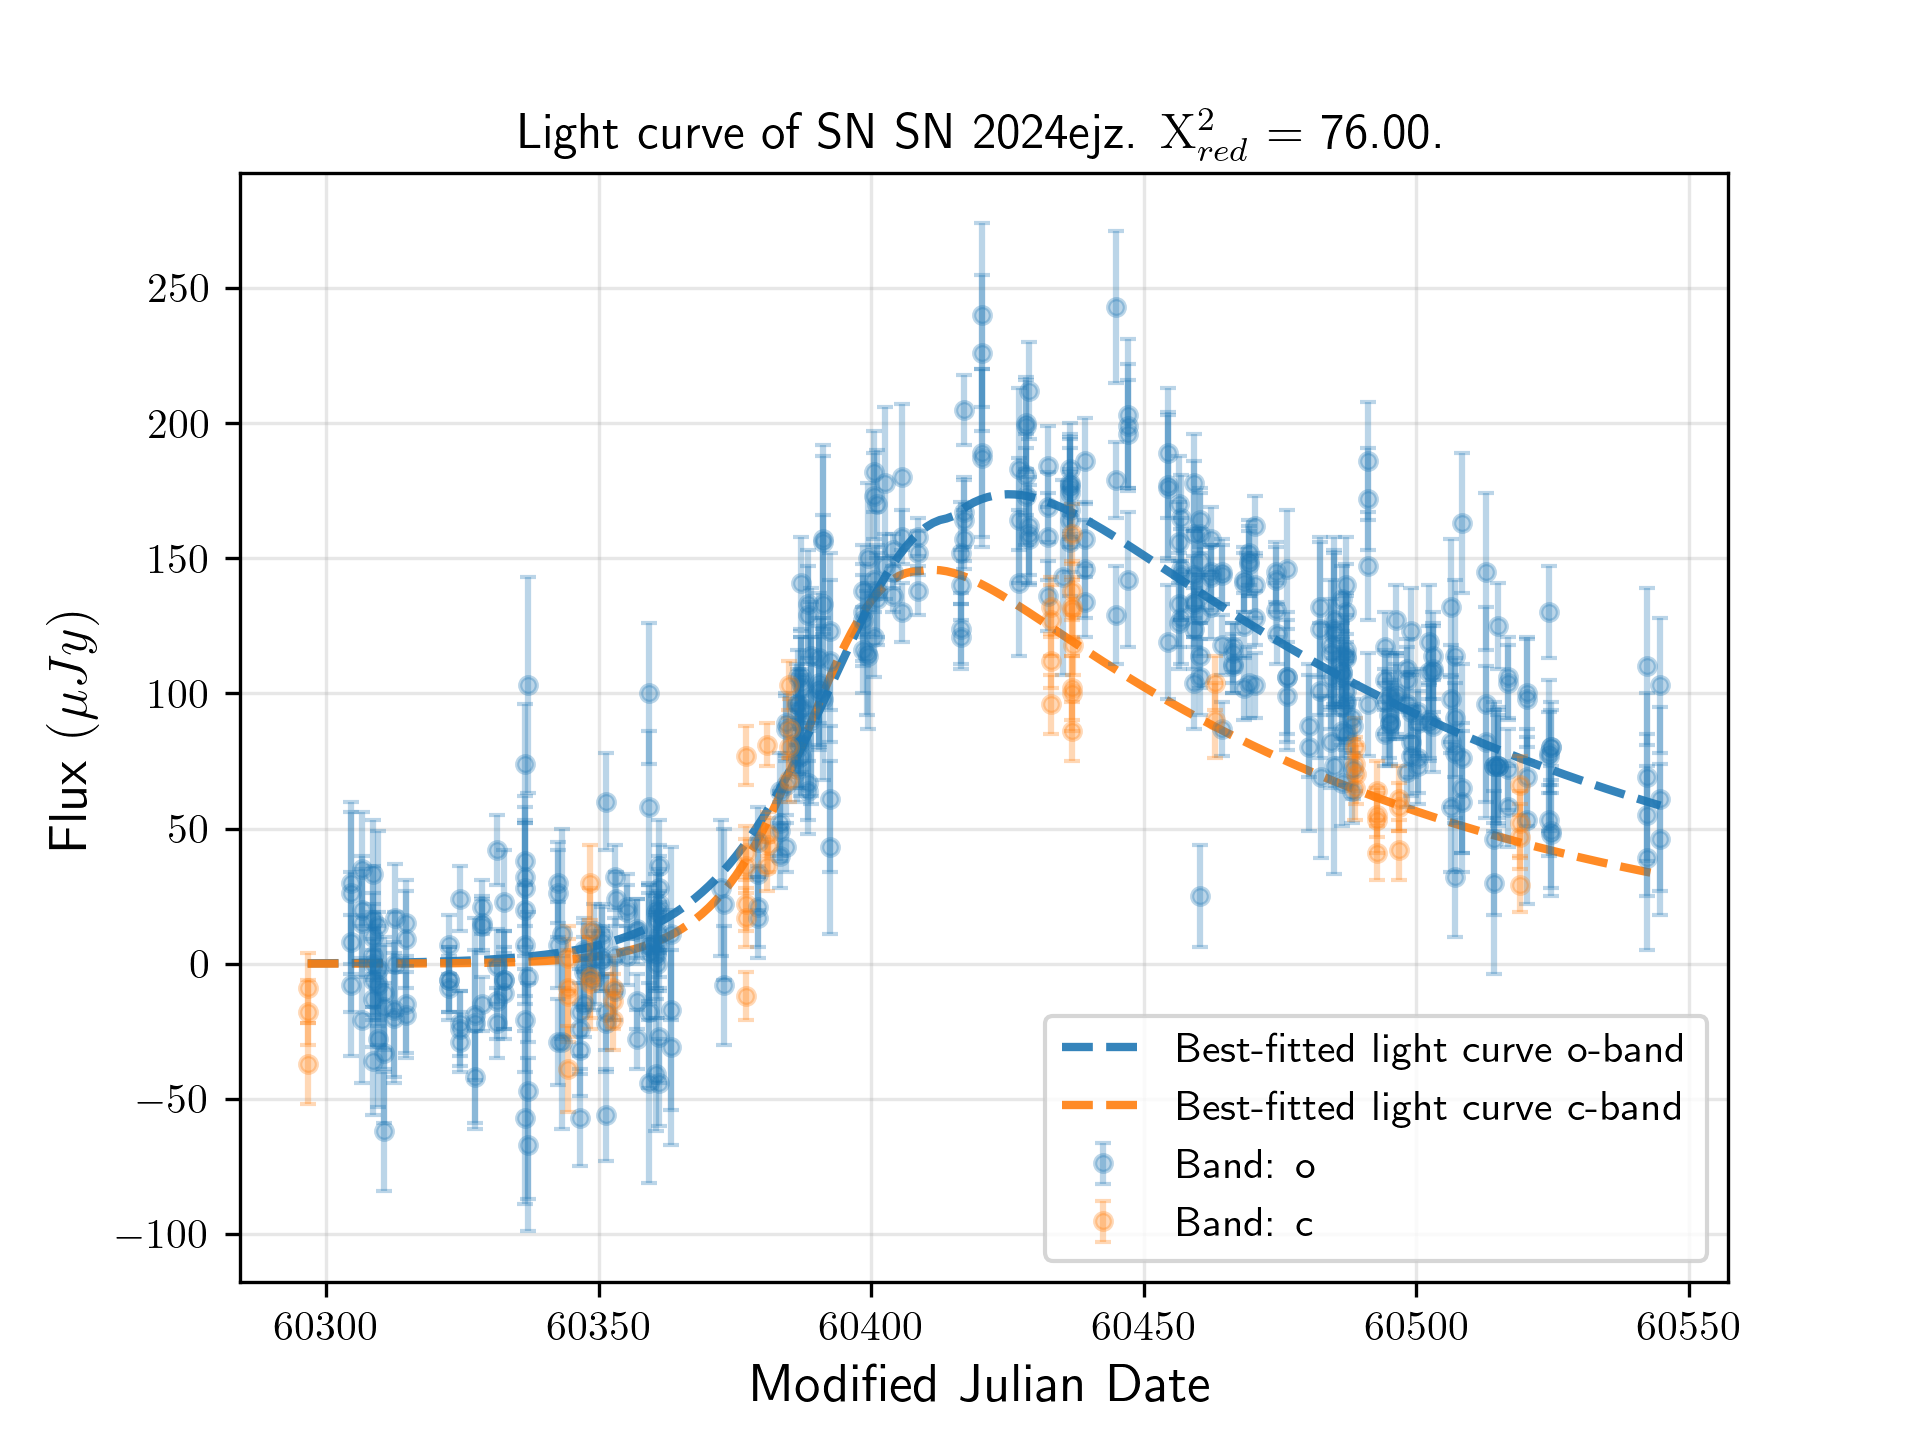 Light curve of SN SN 2024ejz. X²_red = 76.00.
Flux (μJy)
250
200
150
100
50
0
−50
−100
Best-fitted light curve o-band
Best-fitted light curve c-band
Band: o
Band: c
60300 60350 60400 60450 60500 60550
Modified Julian Date